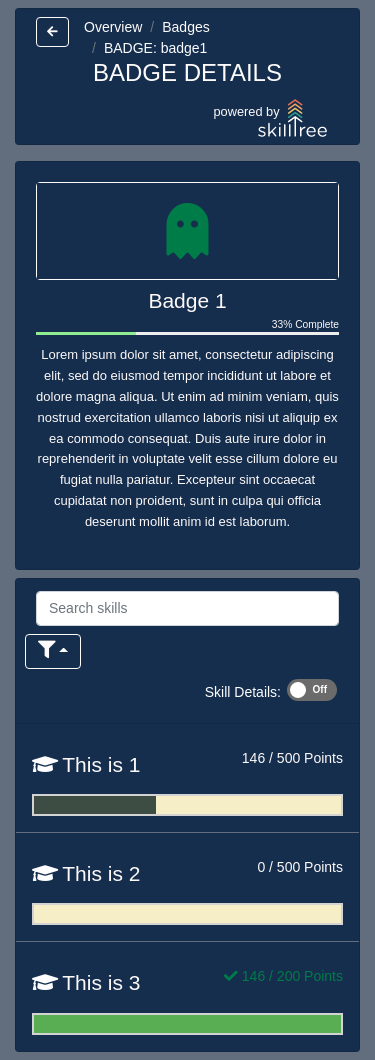 Overview / Badges
/ BADGE: badge1
BADGE DETAILS
powered by
skilltree
Badge 1
33% Complete
Lorem ipsum dolor sit amet, consectetur adipiscing
elit, sed do eiusmod tempor incididunt ut labore et
dolore magna aliqua. Ut enim ad minim veniam, quis
nostrud exercitation ullamco laboris nisi ut aliquip ex
ea commodo consequat. Duis aute irure dolor in
reprehenderit in voluptate velit esse cillum dolore eu
fugiat nulla pariatur. Excepteur sint occaecat
cupidatat non proident, sunt in culpa qui officia
deserunt mollit anim id est laborum.
Search skills
Skill Details: Off
This is 1 146 / 500 Points
This is 2 0 / 500 Points
This is 3 146 / 200 Points